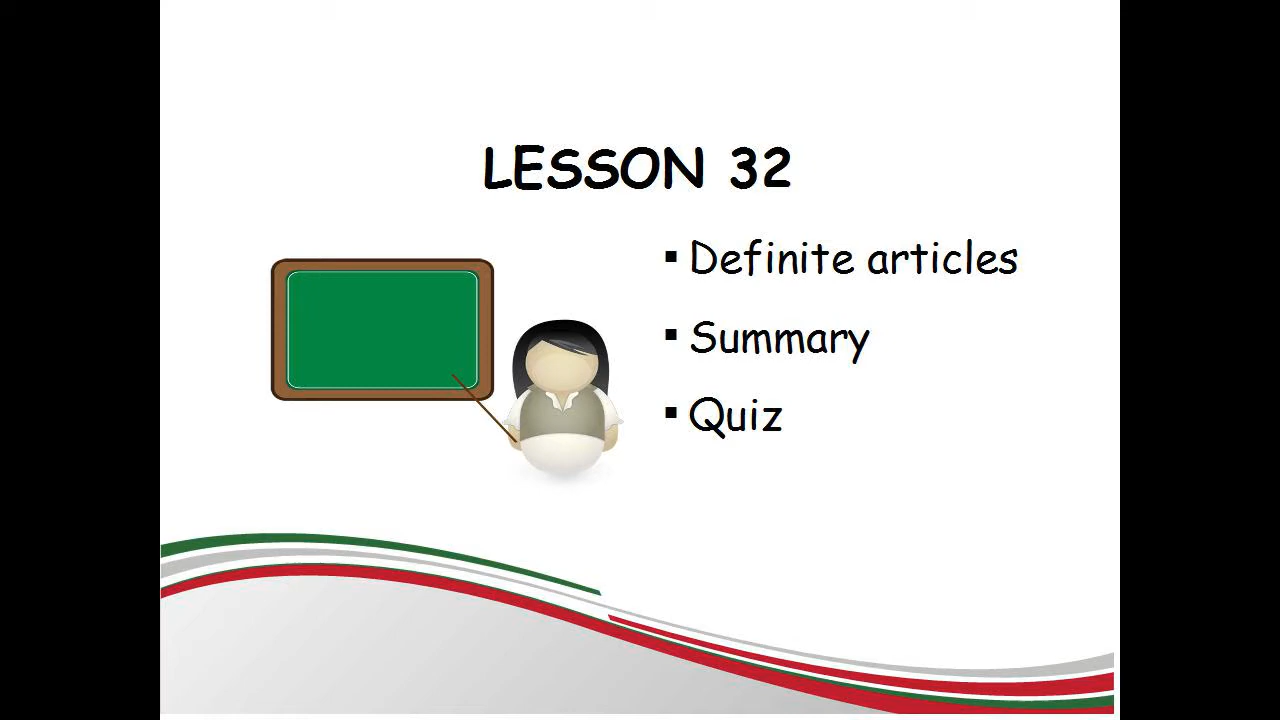 LESSON 32
▪ Definite articles
▪ Summary
▪ Quiz